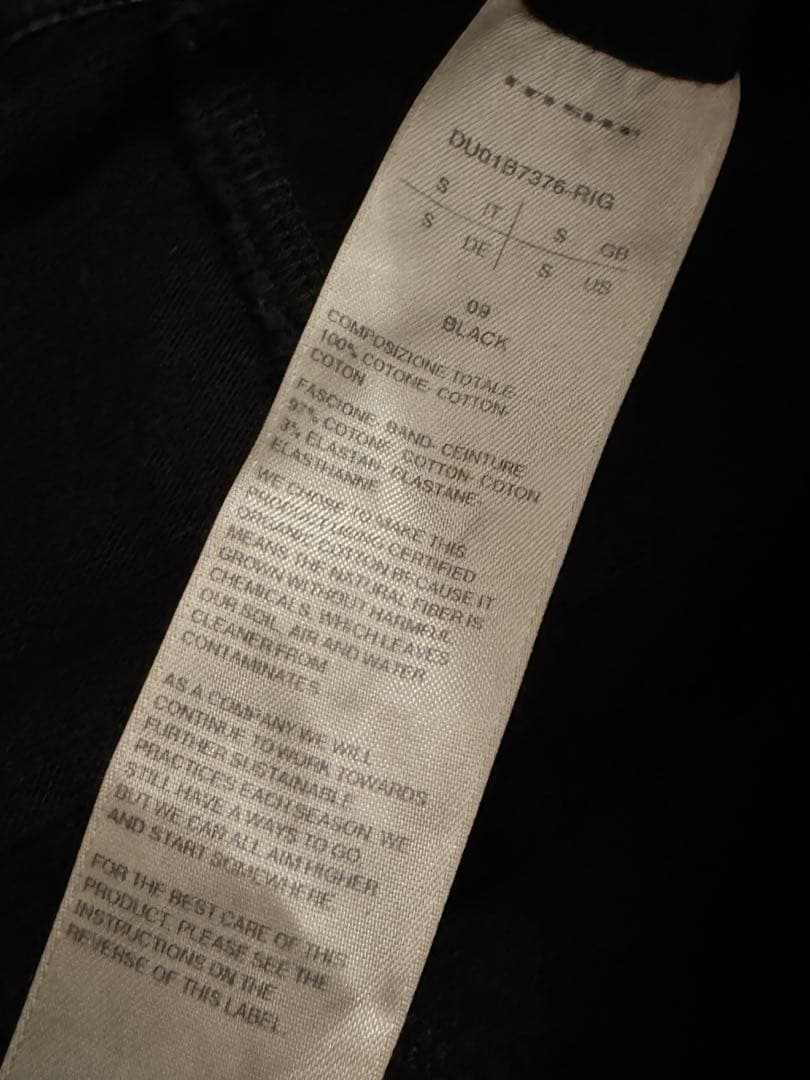 DU01B7376-RIG
S IT S GB
S DE S US
09
BLACK
COMPOSIZIONE TOTALE-
100% COTONE- COTTON-
COTON
FASCIONE- BAND- CEINTURE
97% COTONE- COTTON- COTON
3% ELASTAN- ELASTANE-
ELASTHANNE
WE CHOSE TO MAKE THIS
PRODUCT USING CERTIFIED
ORGANIC COTTON BECAUSE IT
MEANS THE NATURAL FIBER IS
GROWN WITHOUT HARMFUL
CHEMICALS, WHICH LEAVES
OUR SOIL, AIR AND WATER
CLEANER FROM
CONTAMINATES.
AS A COMPANY WE WILL
CONTINUE TO WORK TOWARDS
FURTHER SUSTAINABLE
PRACTICES EACH SEASON. WE
STILL HAVE A WAYS TO GO
BUT WE CAN ALL AIM HIGHER
AND START SOMEWHERE
FOR THE BEST CARE OF THIS
PRODUCT, PLEASE SEE THE
INSTRUCTIONS ON THE
REVERSE OF THIS LABEL